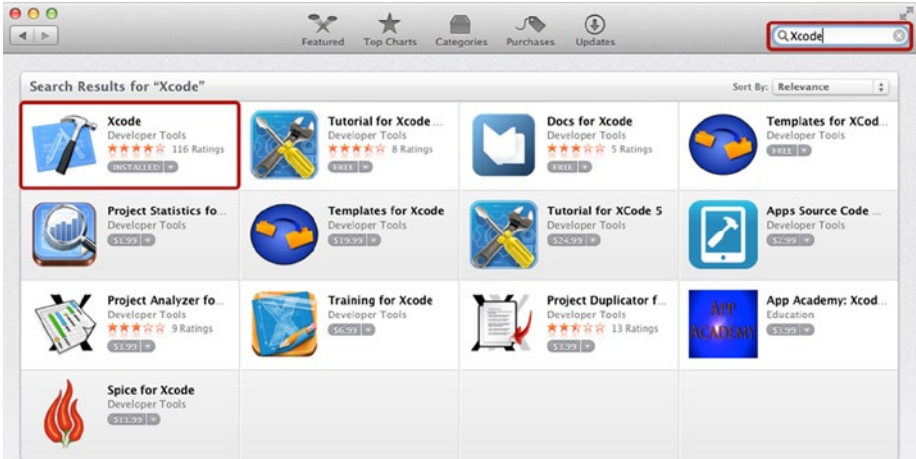 Featured Top Charts Categories Purchases Updates
Xcode
Search Results for “Xcode”
Sort By: Relevance
Xcode
Developer Tools
116 Ratings
INSTALLED
Tutorial for Xcode ...
Developer Tools
8 Ratings
FREE
Docs for Xcode
Developer Tools
5 Ratings
FREE
Templates for XCod...
Developer Tools
FREE
Project Statistics fo...
Developer Tools
$1.99
Templates for Xcode
Developer Tools
$19.99
Tutorial for XCode 5
Developer Tools
$24.99
Apps Source Code ...
Developer Tools
$2.99
Project Analyzer fo...
Developer Tools
9 Ratings
$3.99
Training for Xcode
Developer Tools
$6.99
Project Duplicator f...
Developer Tools
13 Ratings
$3.99
APP
ACADEMY
App Academy: Xcod...
Education
$3.99
Spice for Xcode
Developer Tools
$11.99